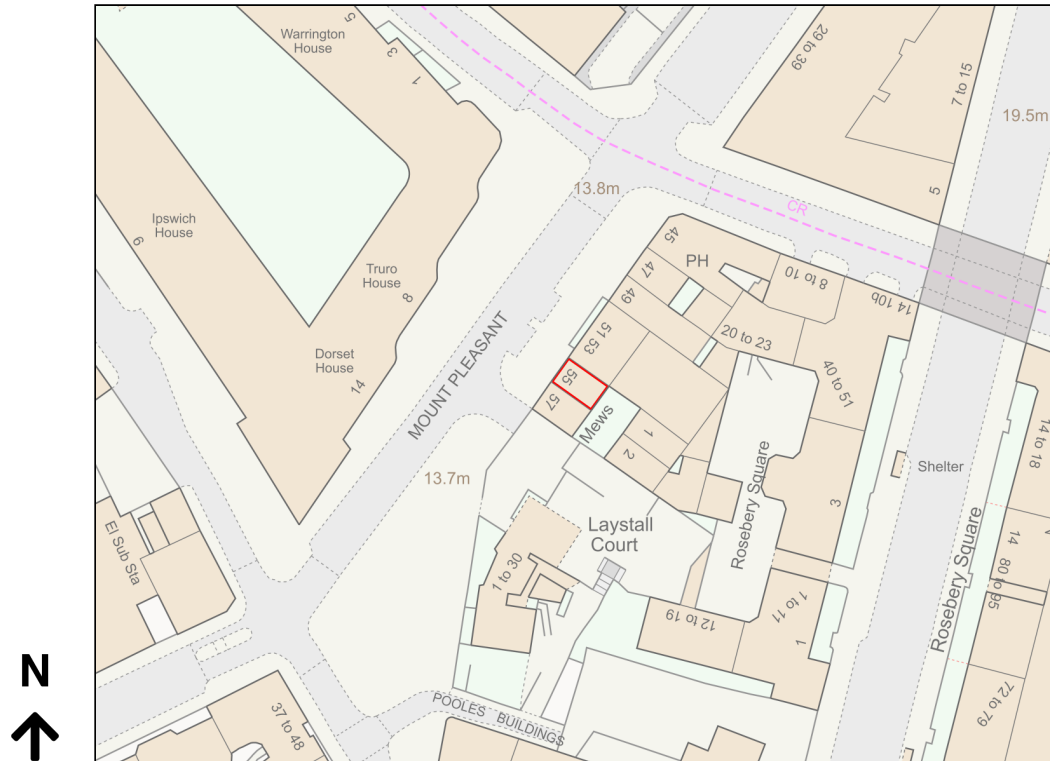 Warrington
House
5
3
1
29 to 39
7 to 15
19.5m
5
13.8m
CR
Ipswich
House
6
Truro
House
8
Dorset
House
14
MOUNT PLEASANT
45
PH
47
49
51 53
55
57
8 to 10
14 10b
20 to 23
40 to 51
Mews
1
2
3
Rosebery Square
Shelter
14 to 18
14
80 to 95
Rosebery Square
72 to 79
13.7m
El Sub Sta
Laystall
Court
1 to 30
12 to 19
1 to 11
1
POOLES BUILDINGS
37 to 48
N